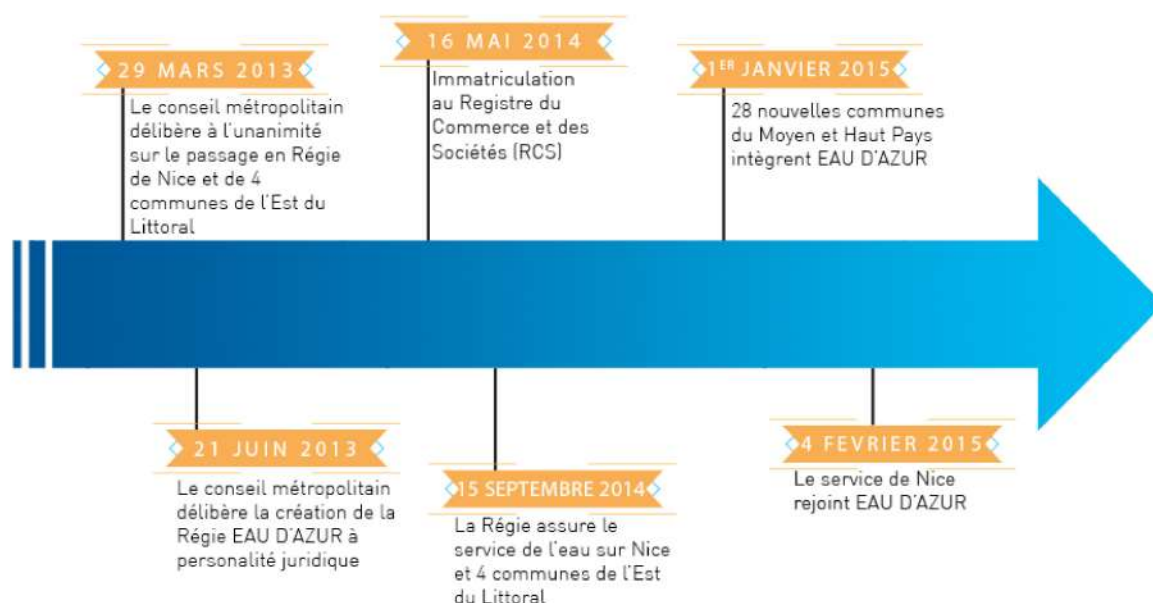 29 MARS 2013
Le conseil métropolitain
délibère à l'unanimité
sur le passage en Régie
de Nice et de 4
communes de l'Est du
Littoral
16 MAI 2014
Immatriculation
au Registre du
Commerce et des
Sociétés (RCS)
1ER JANVIER 2015
28 nouvelles communes
du Moyen et Haut Pays
intègrent EAU D'AZUR
21 JUIN 2013
Le conseil métropolitain
délibère la création de la
Régie EAU D'AZUR à
personalité juridique
15 SEPTEMBRE 2014
La Régie assure le
service de l'eau sur Nice
et 4 communes de l'Est
du Littoral
4 FEVRIER 2015
Le service de Nice
rejoint EAU D'AZUR